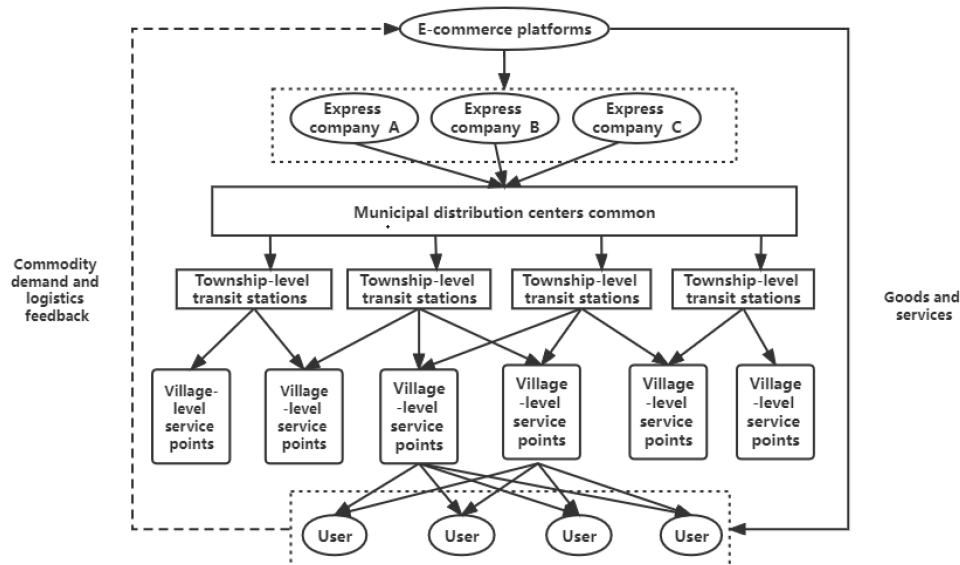 E-commerce platforms
Express
company A
Express
company B
Express
company C
Municipal distribution centers common
Commodity
demand and
logistics
feedback
Township-level
transit stations
Township-level
transit stations
Township-level
transit stations
Township-level
transit stations
Goods and
services
Village-
level
service
points
Village
-level
service
points
Village
-level
service
points
Village
-level
service
points
Village
-level
service
points
Village
-level
service
points
User
User
User
User